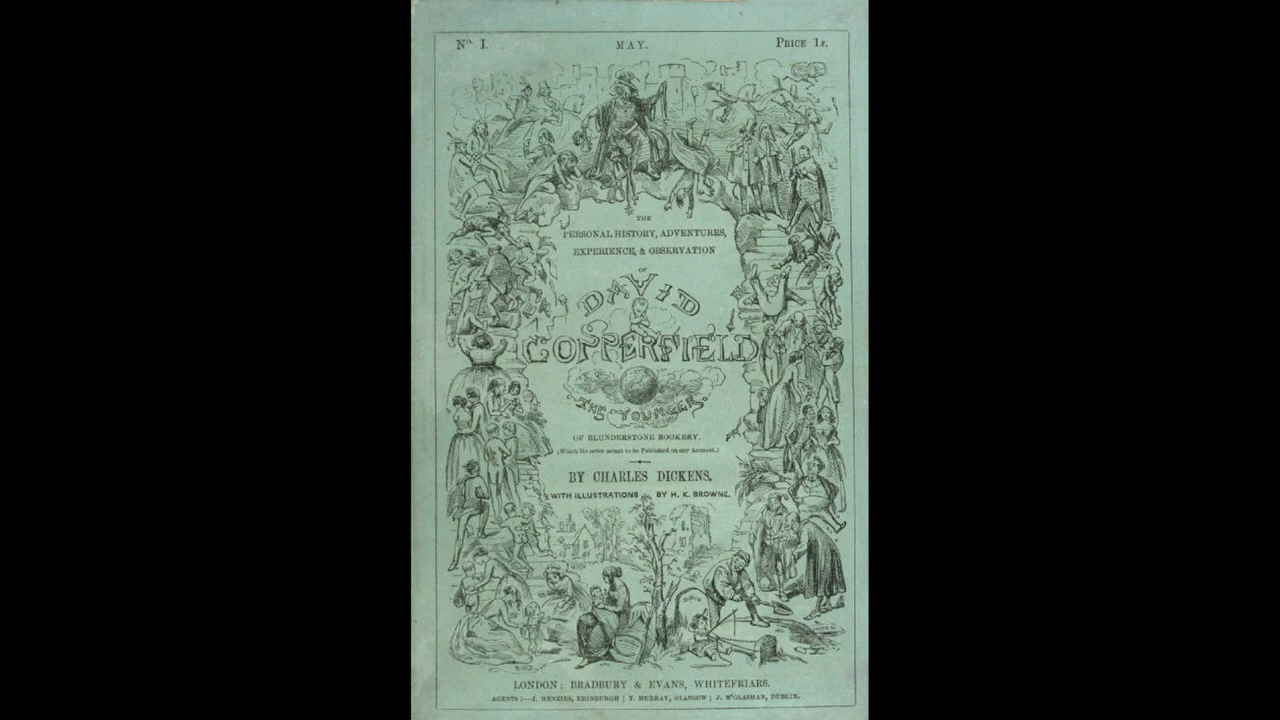 No. I. MAY. PRICE 1s.
THE
PERSONAL HISTORY, ADVENTURES,
EXPERIENCE, & OBSERVATION
OF
DAVID
COPPERFIELD
THE YOUNGER.
OF BLUNDERSTONE ROOKERY.
(Which He never meant to be Published on any Account.)
BY CHARLES DICKENS.
WITH ILLUSTRATIONS BY H. K. BROWNE.
LONDON: BRADBURY & EVANS, WHITEFRIARS.
AGENTS:—J. MENZIES, EDINBURGH; T. MURRAY, GLASGOW; J. McGLASHAN, DUBLIN.